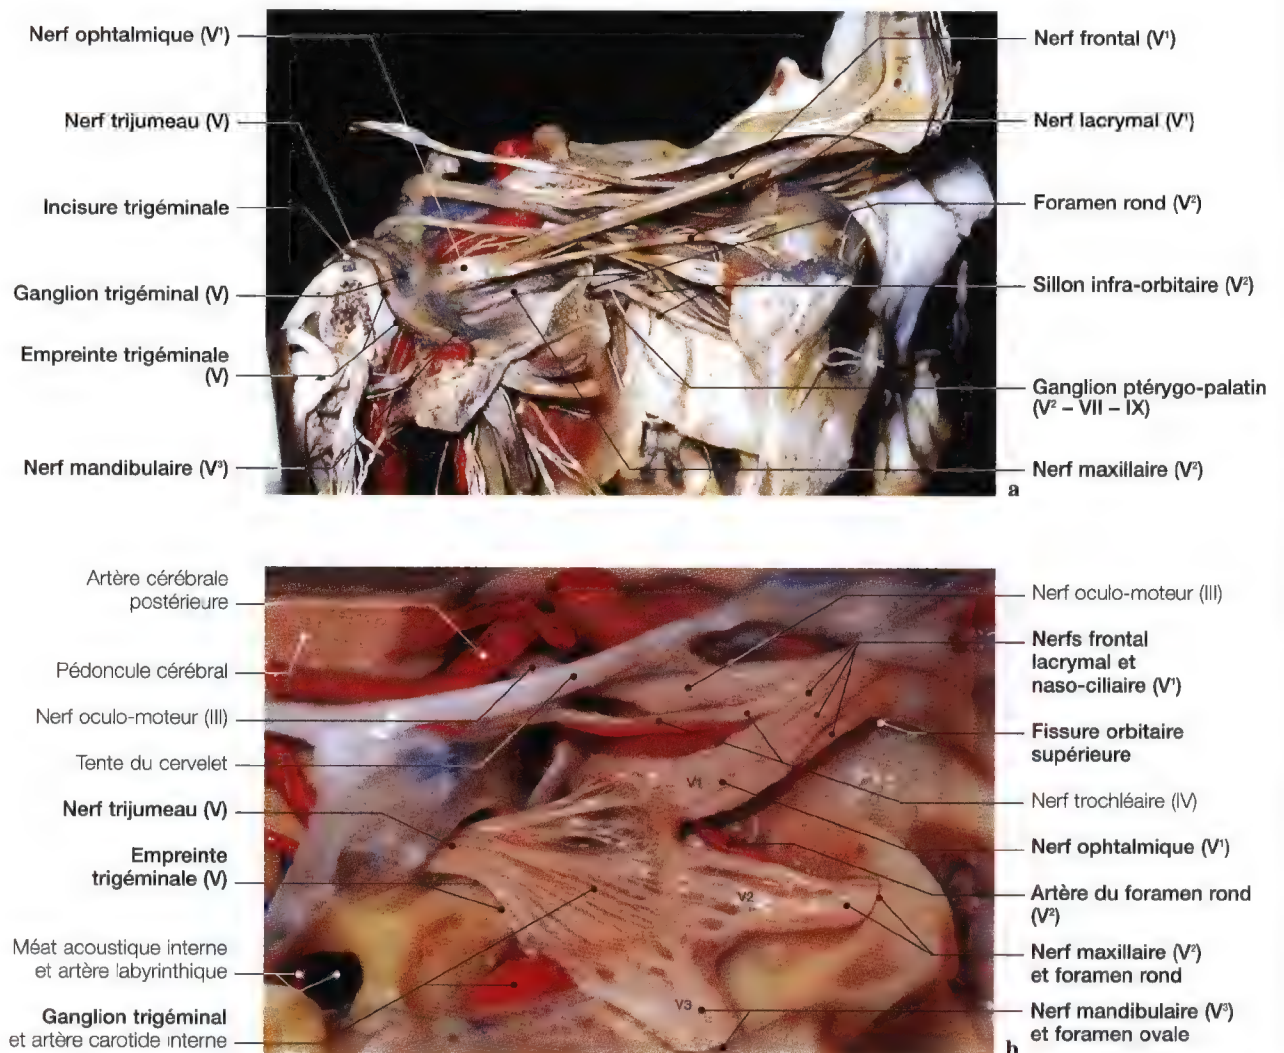 Nerf ophtalmique (V¹)
Nerf trijumeau (V)
Incisure trigéminale
Ganglion trigéminal (V)
Empreinte trigéminale
(V)
Nerf mandibulaire (V³)
Nerf frontal (V¹)
Nerf lacrymal (V¹)
Foramen rond (V²)
Sillon infra-orbitaire (V²)
Ganglion ptérygo-palatin
(V² – VII – IX)
Nerf maxillaire (V²)
a
Artère cérébrale
postérieure
Pédoncule cérébral
Nerf oculo-moteur (III)
Tente du cervelet
Nerf trijumeau (V)
Empreinte
trigéminale (V)
Méat acoustique interne
et artère labyrinthique
Ganglion trigéminal
et artère carotide interne
V1
V2
V3
Nerf oculo-moteur (III)
Nerfs frontal
lacrymal et
naso-ciliaire (V¹)
Fissure orbitaire
supérieure
Nerf trochléaire (IV)
Nerf ophtalmique (V¹)
Artère du foramen rond
(V²)
Nerf maxillaire (V²)
et foramen rond
Nerf mandibulaire (V³)
et foramen ovale
b